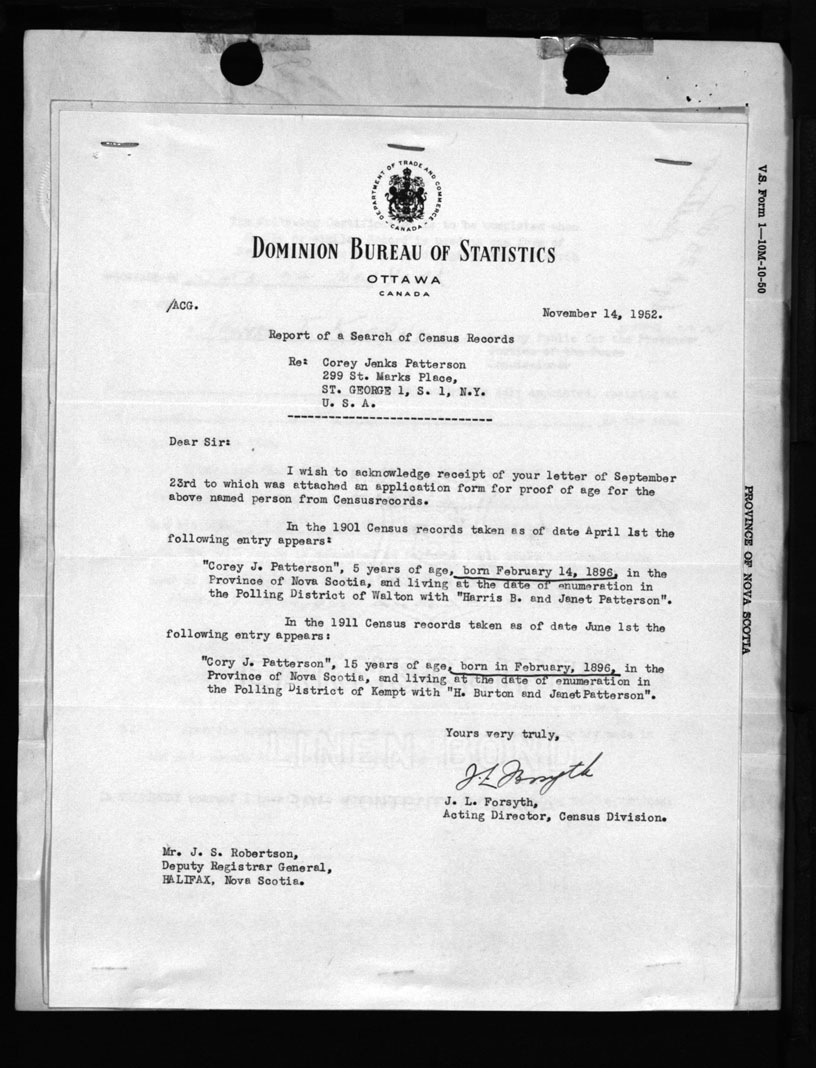 DEPARTMENT OF TRADE AND COMMERCE
CANADA
DOMINION BUREAU OF STATISTICS
OTTAWA
CANADA
/ACG.
November 14, 1952.
Report of a Search of Census Records
Re: Corey Jenks Patterson
299 St. Marks Place,
ST. GEORGE 1, S. 1, N.Y.
U. S. A.
Dear Sir:
I wish to acknowledge receipt of your letter of September
23rd to which was attached an application form for proof of age for the
above named person from Censusrecords.
In the 1901 Census records taken as of date April 1st the
following entry appears:
"Corey J. Patterson", 5 years of age, born February 14, 1896, in the
Province of Nova Scotia, and living at the date of enumeration in
the Polling District of Walton with "Harris B. and Janet Patterson".
In the 1911 Census records taken as of date June 1st the
following entry appears:
"Cory J. Patterson", 15 years of age, born in February, 1896, in the
Province of Nova Scotia, and living at the date of enumeration in
the Polling District of Kempt with "H. Burton and JanetPatterson".
Yours very truly,
J L Forsyth
J. L. Forsyth,
Acting Director, Census Division.
Mr. J. S. Robertson,
Deputy Registrar General,
HALIFAX, Nova Scotia.
V.S. Form 1—10M-10-50
PROVINCE OF NOVA SCOTIA